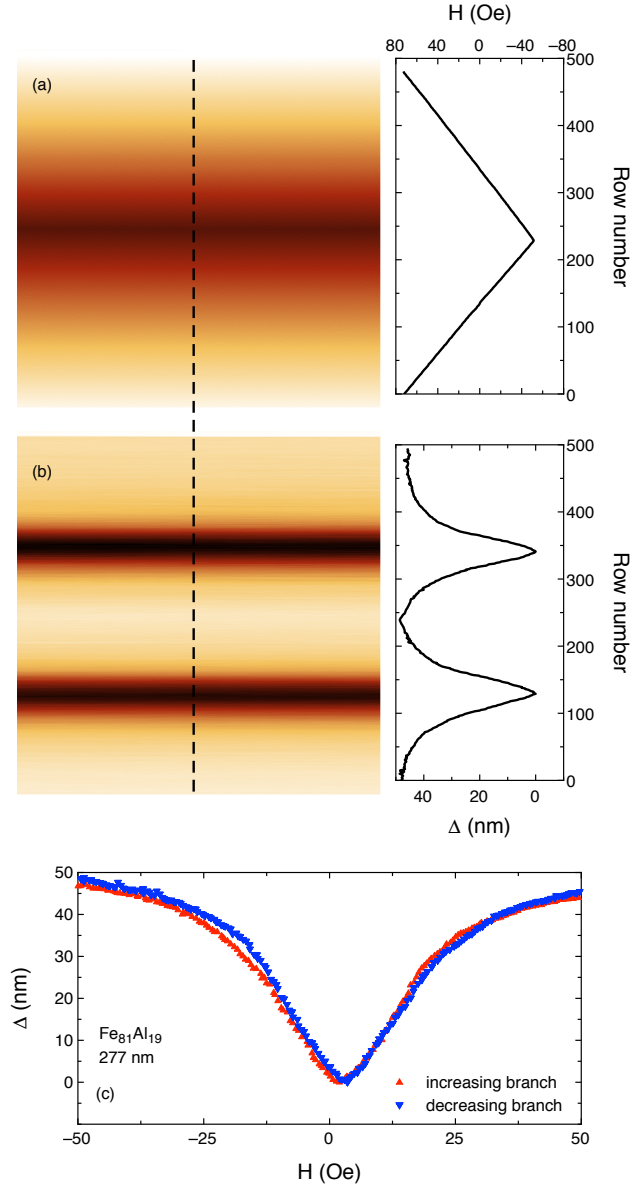 H (Oe)
80 40 0 −40 −80
(a)
500
400
300
200
100
0
Row number
(b)
500
400
300
200
100
0
Row number
40 20 0
Δ (nm)
50
40
30
20
10
0
Δ (nm)
Fe81Al19
277 nm
(c)
increasing branch
decreasing branch
−50 −25 0 25 50
H (Oe)